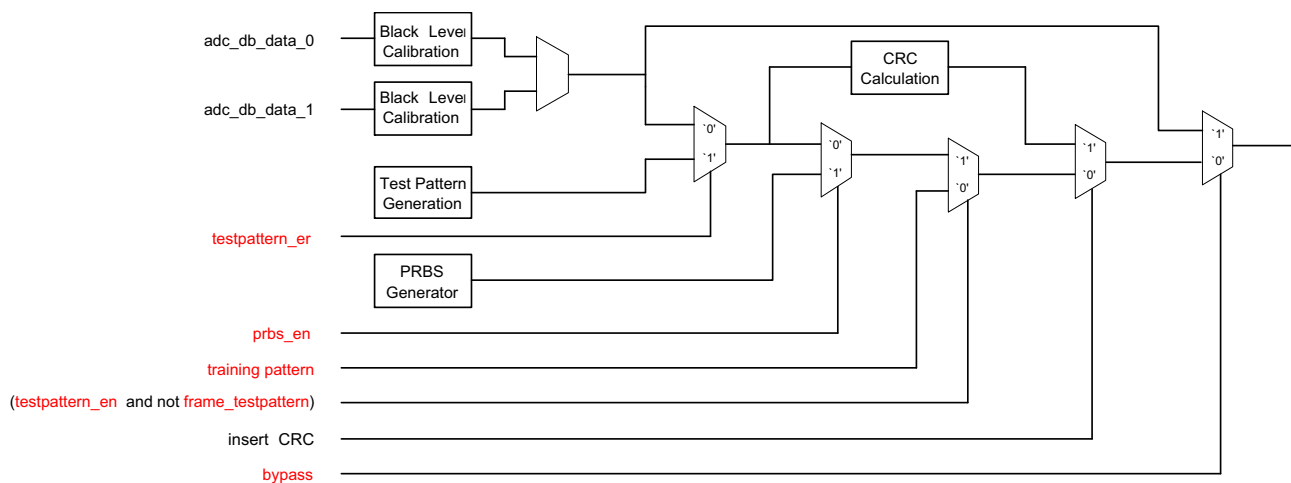 adc_db_data_0
Black Level
Calibration
adc_db_data_1
Black Level
Calibration
CRC
Calculation
`0'
`1'
`0'
`1'
`1'
`0'
`1'
`0'
`1'
`0'
Test Pattern
Generation
testpattern_er
PRBS
Generator
prbs_en
training pattern
(testpattern_en and not frame_testpattern)
insert CRC
bypass